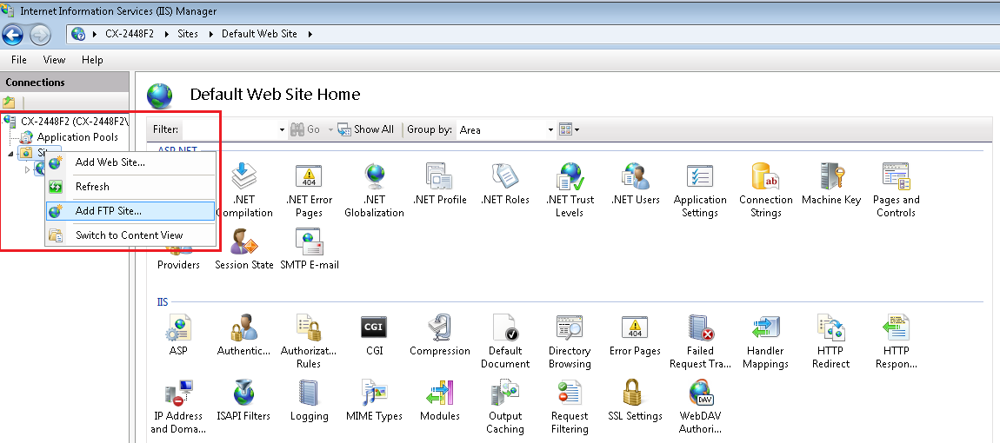 Internet Information Services (IIS) Manager
CX-2448F2 Sites Default Web Site
File View Help
Connections
CX-2448F2 (CX-2448F2\
Application Pools
Add Web Site...
Refresh
Add FTP Site...
Switch to Content View
Default Web Site Home
Filter: Go Show All Group by: Area
ASP.NET
.NET Compilation
.NET Error Pages
.NET Globalization
.NET Profile
.NET Roles
.NET Trust Levels
.NET Users
Application Settings
Connection Strings
Machine Key
Pages and Controls
Providers
Session State
SMTP E-mail
IIS
ASP
Authentic...
Authorizat... Rules
CGI
Compression
Default Document
Directory Browsing
Error Pages
Failed Request Tra...
Handler Mappings
HTTP Redirect
HTTP Respon...
IP Address and Doma...
ISAPI Filters
Logging
MIME Types
Modules
Output Caching
Request Filtering
SSL Settings
WebDAV Authori...